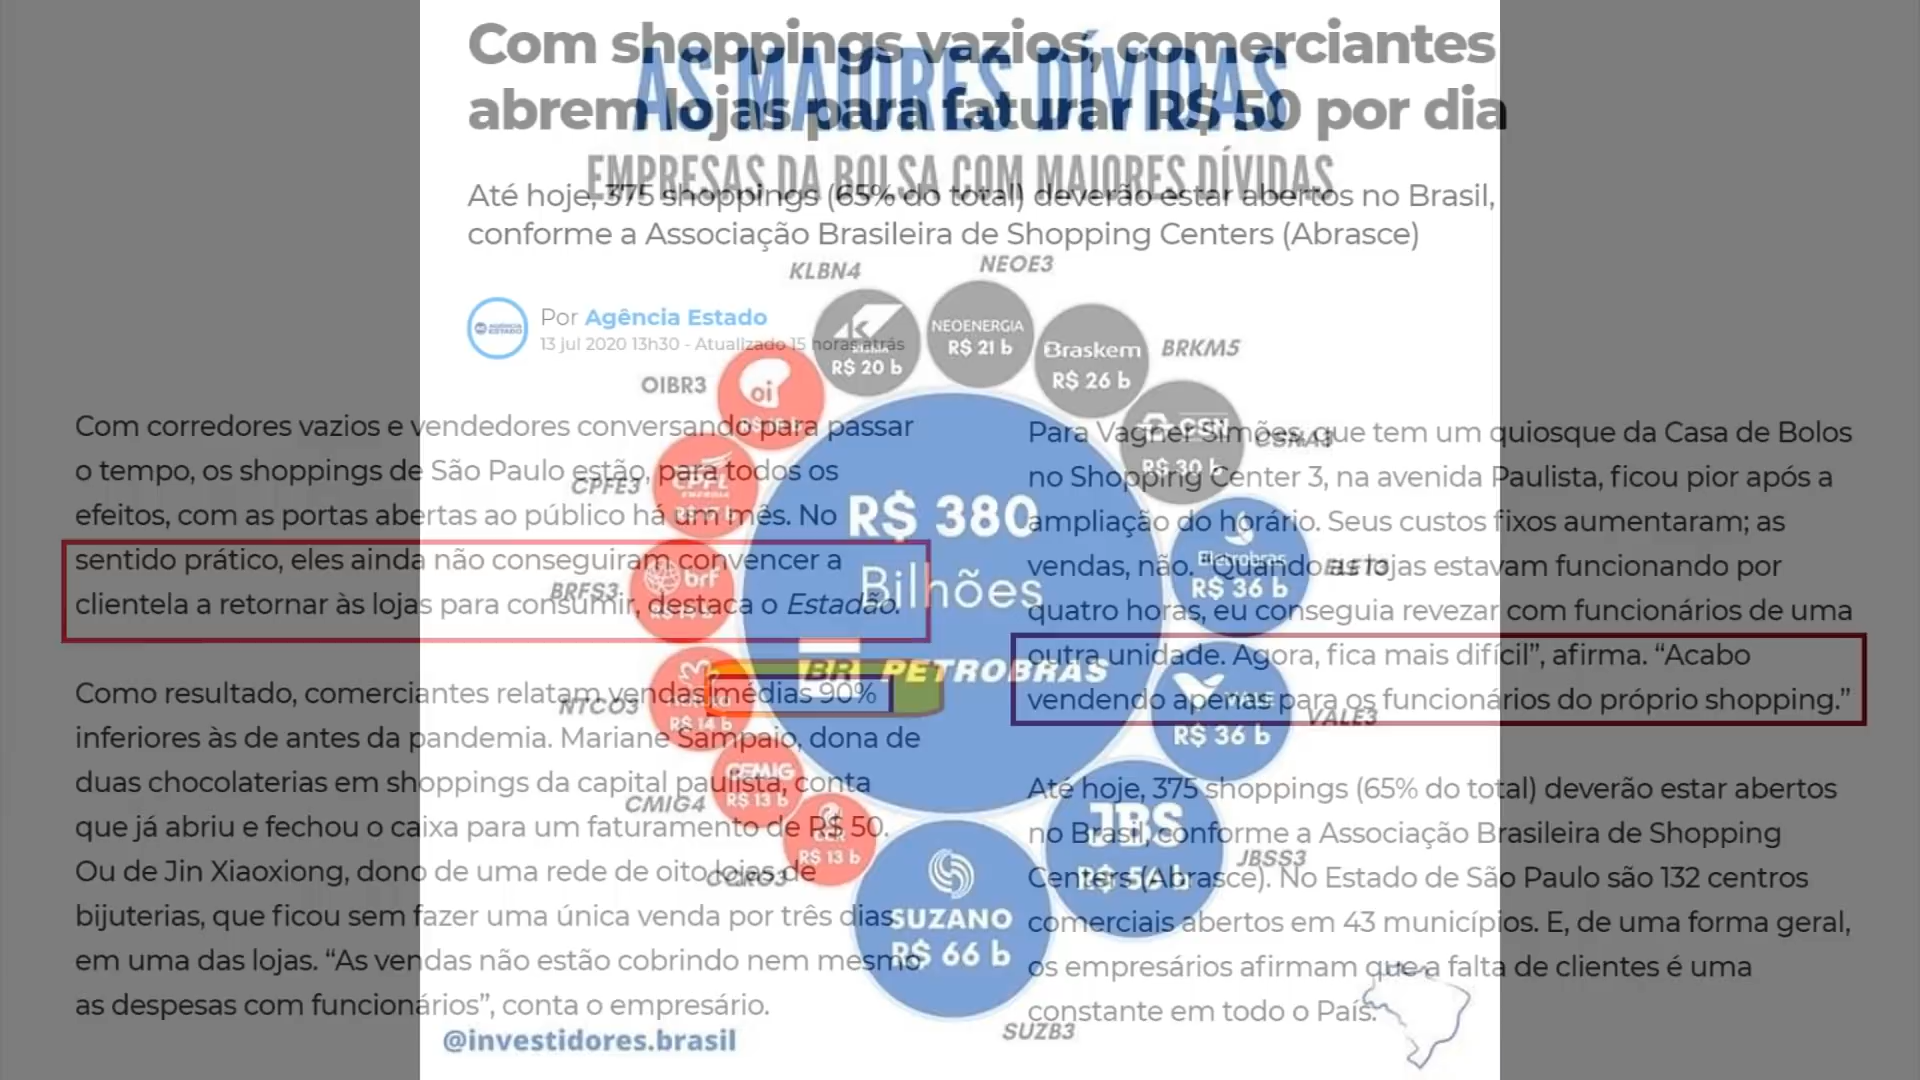 Com shoppings vazios, comerciantes
abrem lojas para faturar R$ 50 por dia
AS MAIORES DÍVIDAS
EMPRESAS DA BOLSA COM MAIORES DÍVIDAS
Até hoje, 375 shoppings (65% do total) deverão estar abertos no Brasil,
conforme a Associação Brasileira de Shopping Centers (Abrasce)
Por Agência Estado
13 jul 2020 13h30 - Atualizado 15 horas atrás
Com corredores vazios e vendedores conversando para passar
o tempo, os shoppings de São Paulo estão, para todos os
efeitos, com as portas abertas ao público há um mês. No
sentido prático, eles ainda não conseguiram convencer a
clientela a retornar às lojas para consumir, destaca o Estadão.
Como resultado, comerciantes relatam vendas médias 90%
inferiores às de antes da pandemia. Mariane Sampaio, dona de
duas chocolaterias em shoppings da capital paulista, conta
que já abriu e fechou o caixa para um faturamento de R$ 50.
Ou de Jin Xiaoxiong, dono de uma rede de oito lojas de
bijuterias, que ficou sem fazer uma única venda por três dias
em uma das lojas. “As vendas não estão cobrindo nem mesmo
as despesas com funcionários”, conta o empresário.
Para Vagner Simões, que tem um quiosque da Casa de Bolos
no Shopping Center 3, na avenida Paulista, ficou pior após a
ampliação do horário. Seus custos fixos aumentaram; as
vendas, não. “Quando as lojas estavam funcionando por
quatro horas, eu conseguia revezar com funcionários de uma
outra unidade. Agora, fica mais difícil”, afirma. “Acabo
vendendo apenas para os funcionários do próprio shopping.”
Até hoje, 375 shoppings (65% do total) deverão estar abertos
no Brasil, conforme a Associação Brasileira de Shopping
Centers (Abrasce). No Estado de São Paulo são 132 centros
comerciais abertos em 43 municípios. E, de uma forma geral,
os empresários afirmam que a falta de clientes é uma
constante em todo o País.
KLBN4
R$ 20 b
NEOE3
NEOENERGIA
R$ 21 b
Braskem
R$ 26 b
BRKM5
CSN
R$ 30 b
CSNA3
Eletrobras
R$ 36 b
ELET3
VALE
R$ 36 b
VALE3
JBS
JBSS3
SUZANO
R$ 66 b
SUZB3
R$ 13 b
CCRO3
CEMIG
R$ 13 b
CMIG4
R$ 14 b
NTCO3
brf
BRFS3
CPFL
ENERGIA
CPFE3
oi
OIBR3
R$ 380
Bilhões
BR PETROBRAS
@investidores.brasil